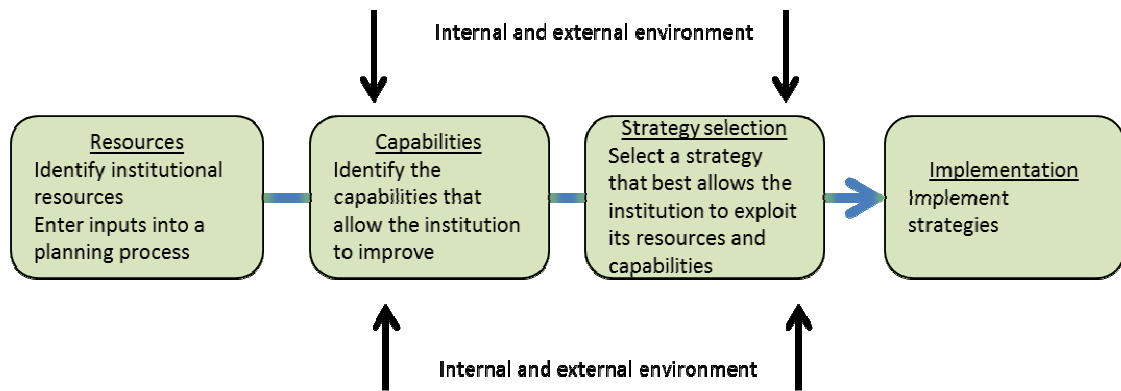 Internal and external environment
Resources
Identify institutional
resources
Enter inputs into a
planning process
Capabilities
Identify the
capabilities that
allow the institution
to improve
Strategy selection
Select a strategy
that best allows the
institution to exploit
its resources and
capabilities
Implementation
Implement
strategies
Internal and external environment